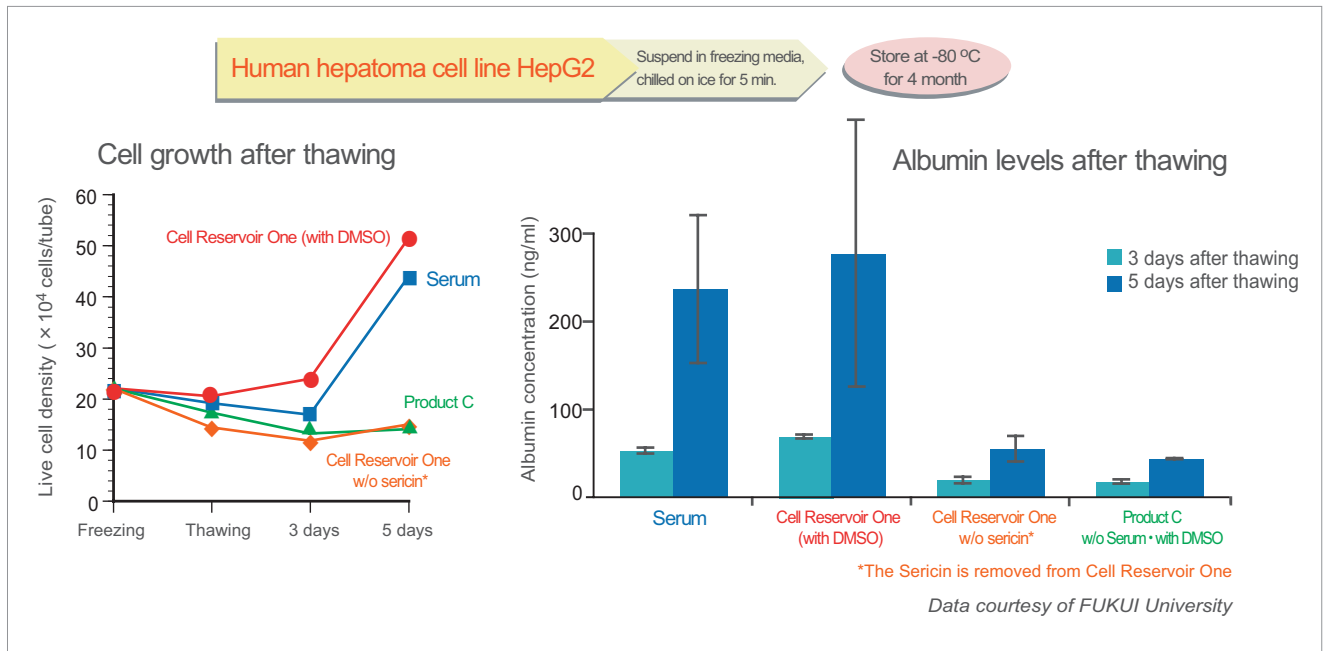 Human hepatoma cell line HepG2
Suspend in freezing media,
chilled on ice for 5 min.
Store at -80 ºC
for 4 month
Cell growth after thawing
Live cell density ( × 10⁴ cells/tube)
60
50
40
30
20
10
0
Freezing
Thawing
3 days
5 days
Cell Reservoir One (with DMSO)
Serum
Product C
Cell Reservoir One
w/o sericin*
Albumin levels after thawing
Albumin concentration (ng/ml)
300
200
100
0
3 days after thawing
5 days after thawing
Serum
Cell Reservoir One
(with DMSO)
Cell Reservoir One
w/o sericin*
Product C
w/o Serum・with DMSO
*The Sericin is removed from Cell Reservoir One
Data courtesy of FUKUI University